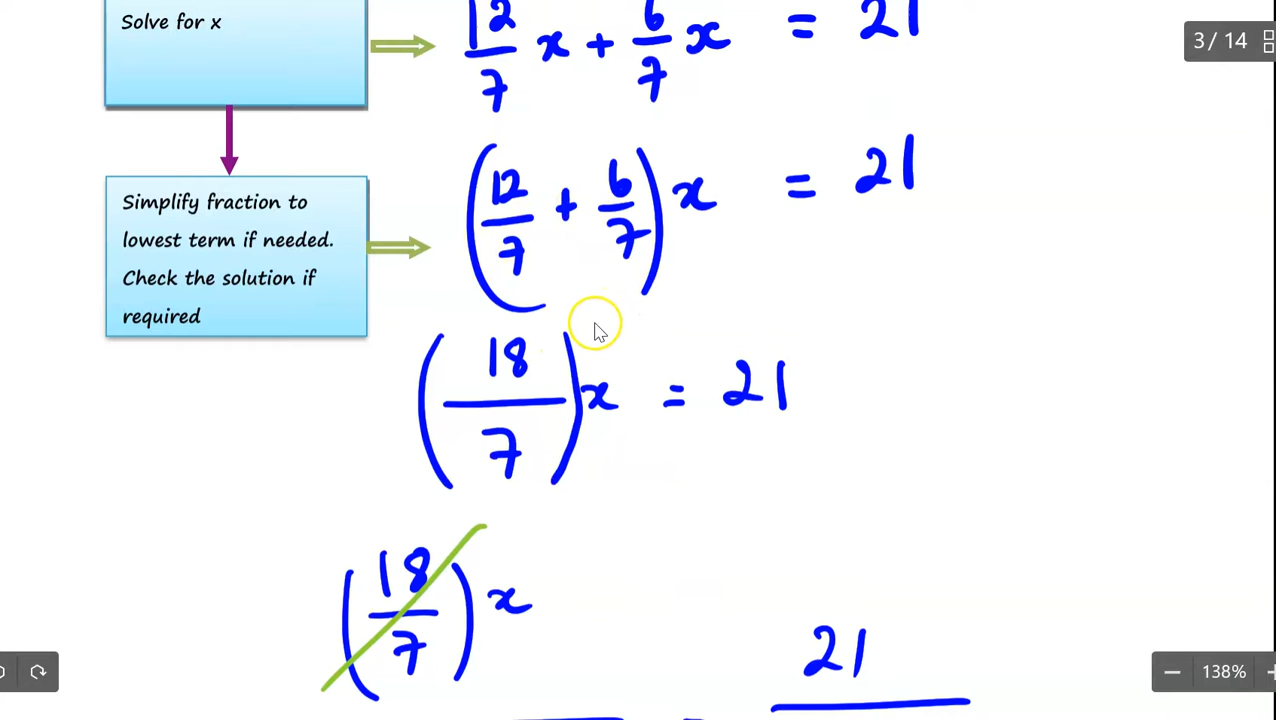 Solve for x
12/7 x + 6/7 x = 21
3 / 14
(12/7 + 6/7) x = 21
Simplify fraction to
lowest term if needed.
Check the solution if
required
(18/7) x = 21
(18/7) x
= 21
138%